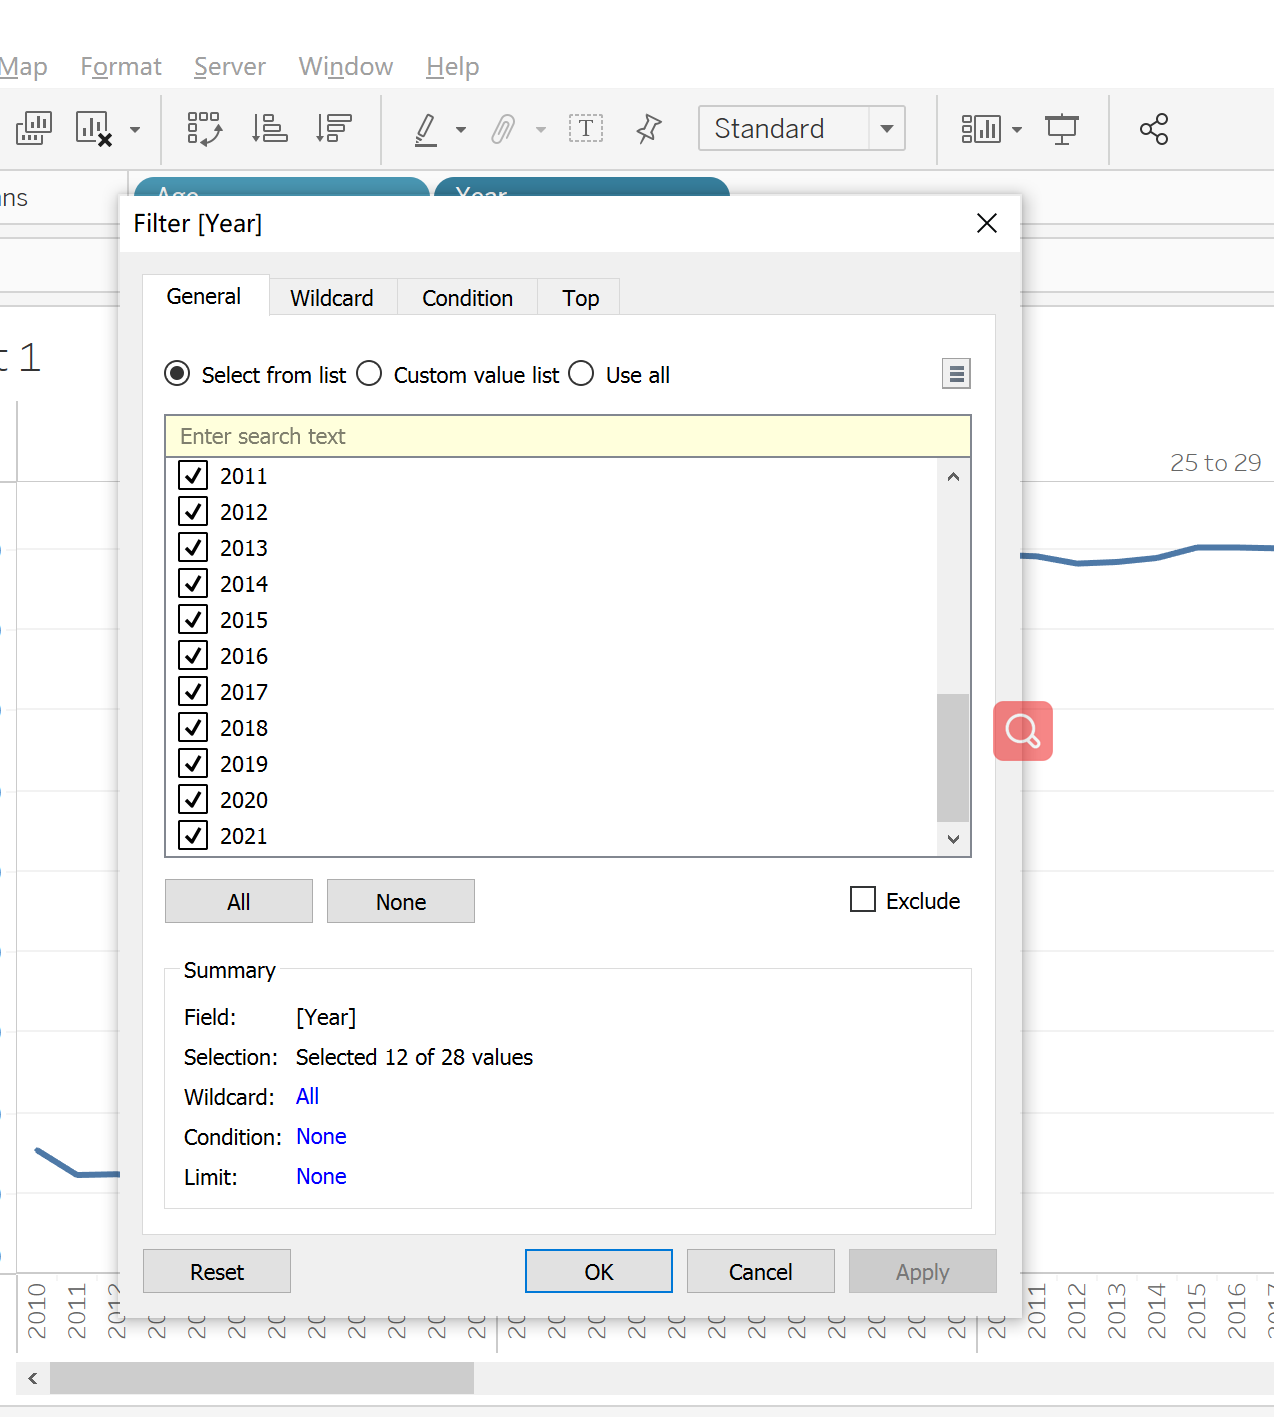 Map Format Server Window Help
Standard
ns
Age Year
Filter [Year]
General Wildcard Condition Top
t 1
Select from list Custom value list Use all
Enter search text
25 to 29
2011
2012
2013
2014
2015
2016
2017
2018
2019
2020
2021
All None Exclude
Summary
Field: [Year]
Selection: Selected 12 of 28 values
Wildcard: All
Condition: None
Limit: None
Reset OK Cancel Apply
2010 2011 2012 2011 2012 2013 2014 2015 2016